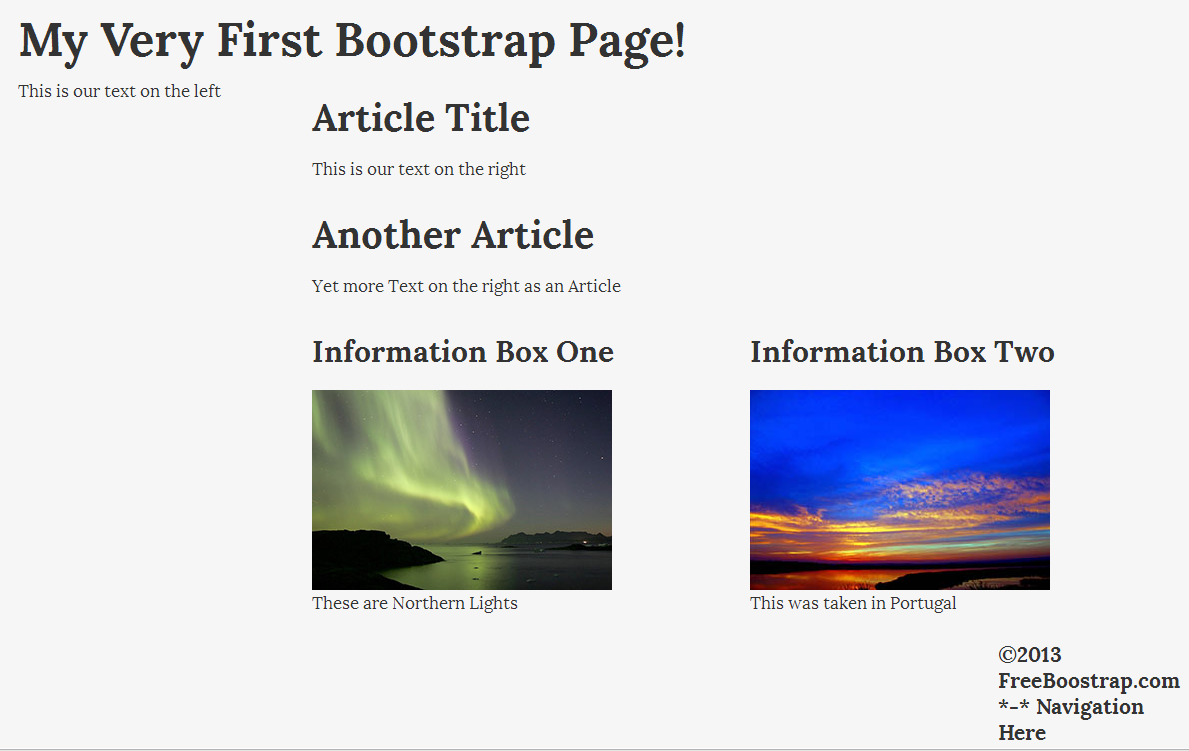 My Very First Bootstrap Page!
This is our text on the left
Article Title
This is our text on the right
Another Article
Yet more Text on the right as an Article
Information Box One
These are Northern Lights
Information Box Two
This was taken in Portugal
©2013
FreeBoostrap.com
*-* Navigation
Here